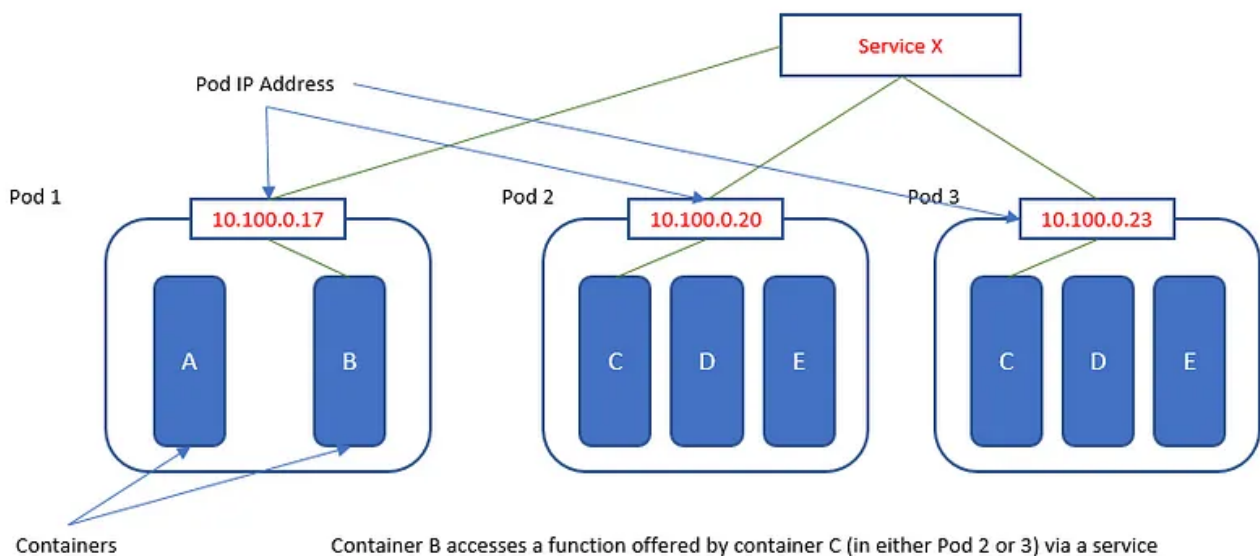 Service X
Pod IP Address
Pod 1
Pod 2
Pod 3
10.100.0.17
10.100.0.20
10.100.0.23
A
B
C
D
E
C
D
E
Containers
Container B accesses a function offered by container C (in either Pod 2 or 3) via a service